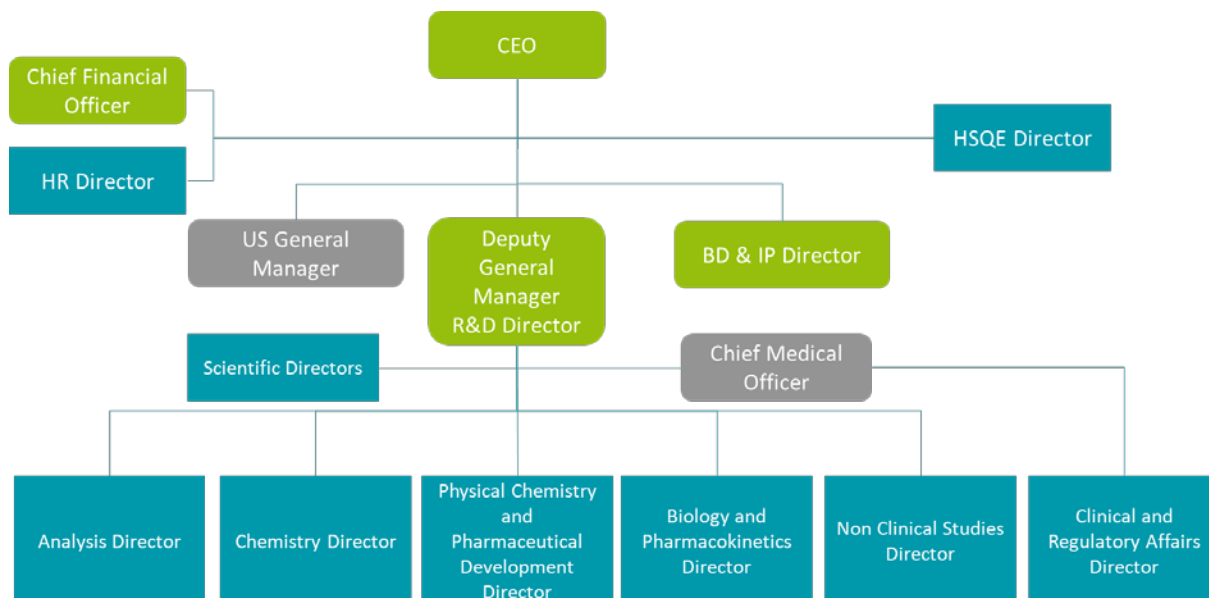 CEO
Chief Financial
Officer
HSQE Director
HR Director
US General
Manager
Deputy
General
Manager
R&D Director
BD & IP Director
Scientific Directors
Chief Medical
Officer
Analysis Director
Chemistry Director
Physical Chemistry
and
Pharmaceutical
Development
Director
Biology and
Pharmacokinetics
Director
Non Clinical Studies
Director
Clinical and
Regulatory Affairs
Director